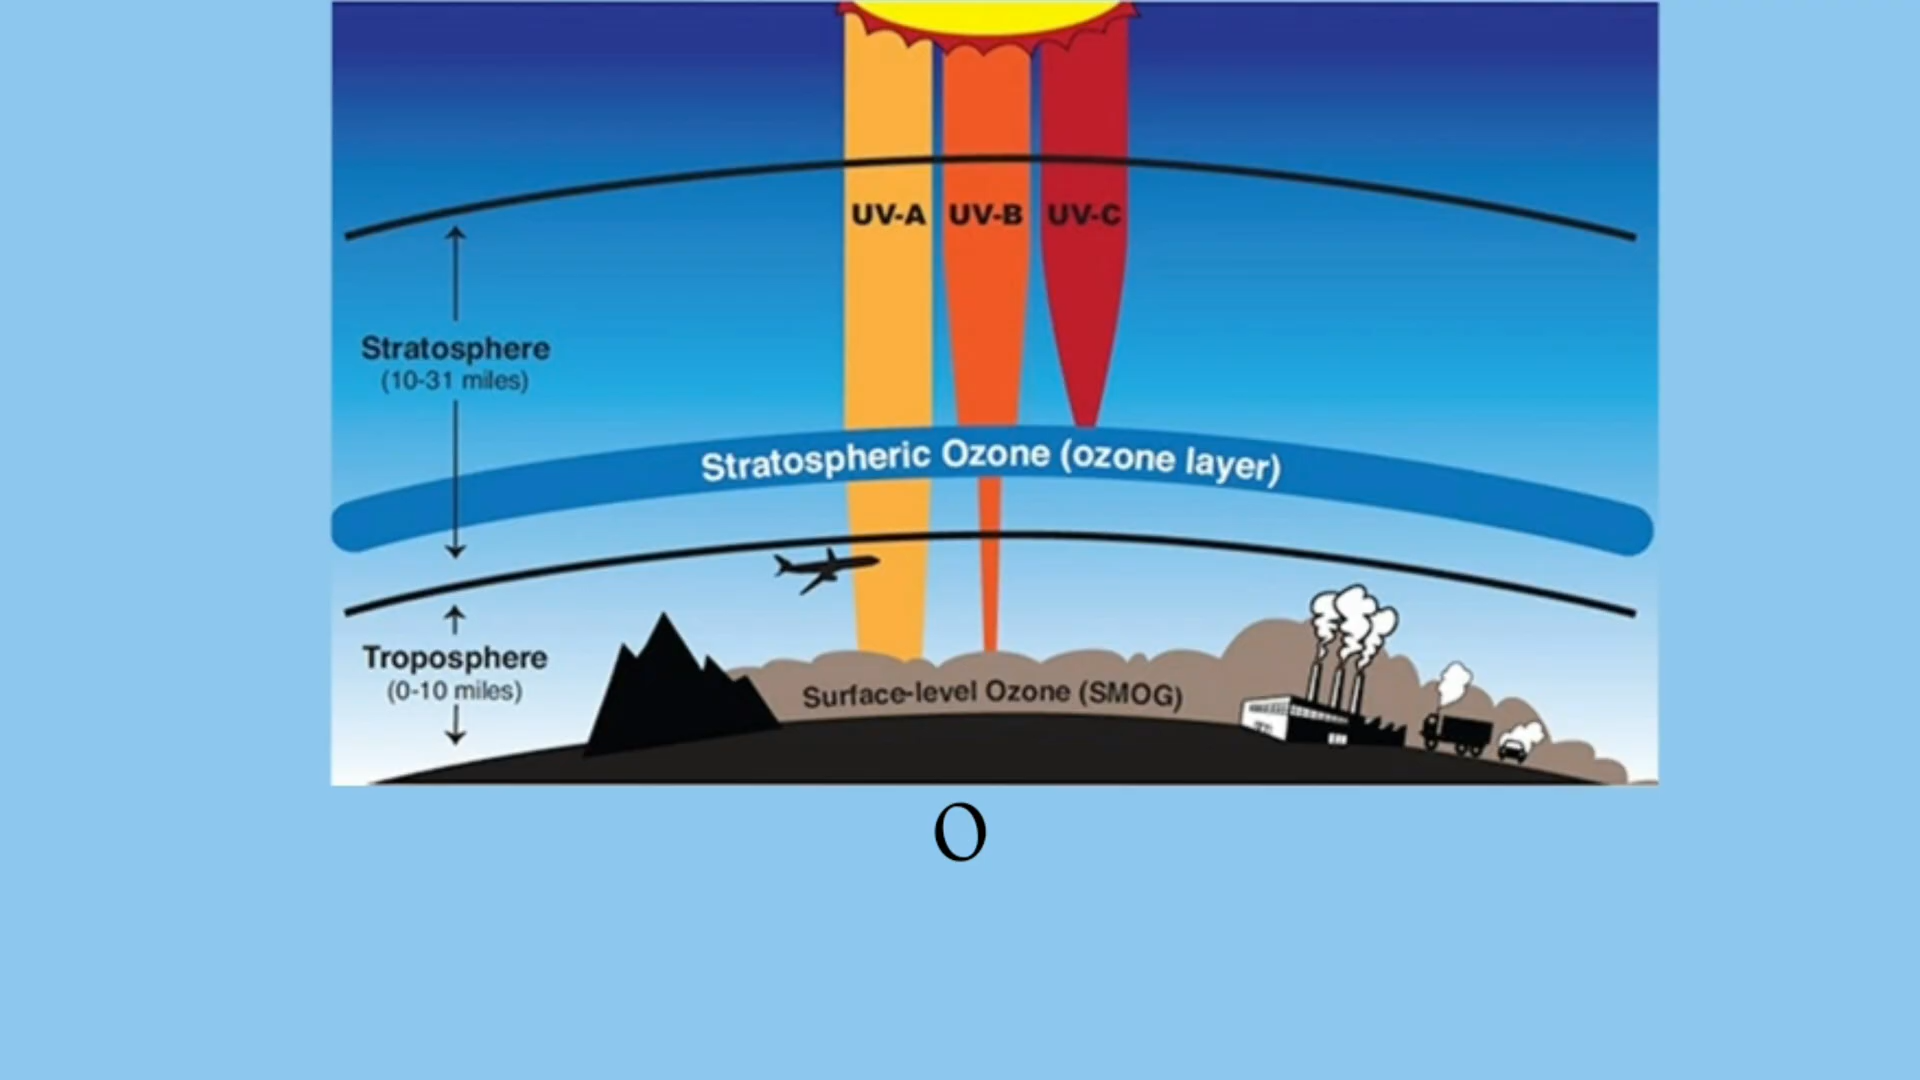 UV-A UV-B UV-C
Stratosphere
(10-31 miles)
Stratospheric Ozone (ozone layer)
Troposphere
(0-10 miles)
Surface-level Ozone (SMOG)
O